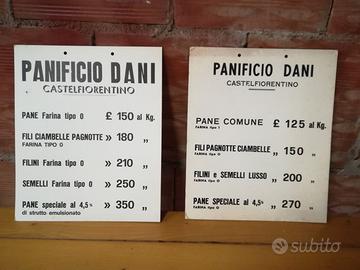 PANIFICIO DANI
CASTELFIORENTINO
PANE Farina tipo 0 £ 150 al Kg.
FILI CIAMBELLE PAGNOTTE » 180 „
FARINA TIPO 0
FILINI Farina tipo 0 » 210 „
SEMELLI Farina tipo 0 » 250 „
PANE speciale al 4,5% » 350 „
di strutto emulsionato
PANIFICIO DANI
CASTELFIORENTINO
PANE COMUNE £ 125 al Kg.
FARINA tipo 1
FILI PAGNOTTE CIAMBELLE „ 150 „
FARINA tipo 0
FILINI e SEMELLI LUSSO „ 200 „
FARINA tipo 0
PANE SPECIALE al 4,5% „ 270 „
subito